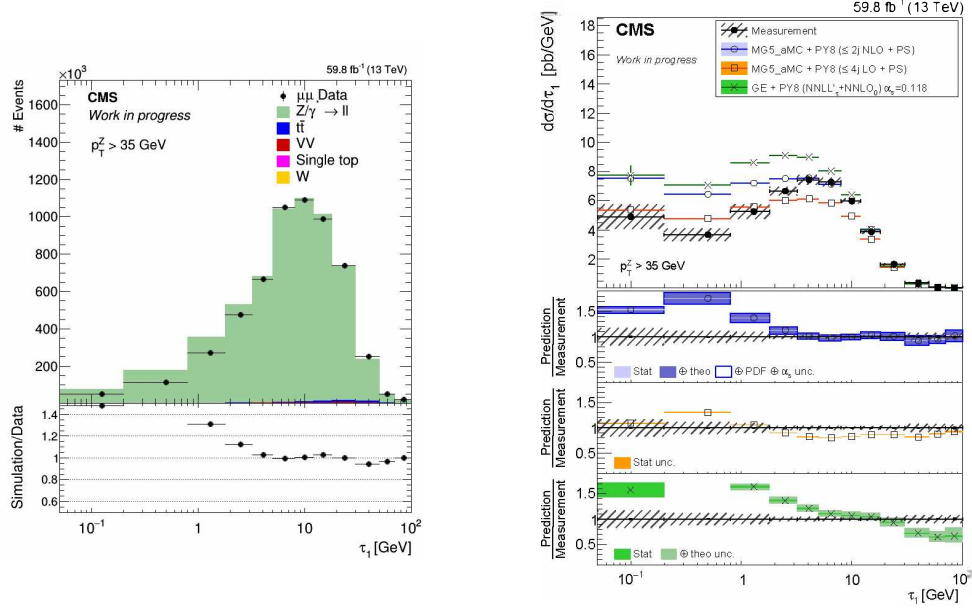 ×10³
59.8 fb⁻¹ (13 TeV)
# Events
CMS
Work in progress
p_T^Z > 35 GeV
μμ Data
Z/γ* → ll
tt̄
VV
Single top
W
1600
1400
1200
1000
800
600
400
200
Simulation/Data
1.4
1.2
1
0.8
0.6
10⁻¹
1
10
10²
τ₁ [GeV]
59.8 fb⁻¹ (13 TeV)
dσ/dτ₁ [pb/GeV]
CMS
Work in progress
Measurement
MG5_aMC + PY8 (≤ 2j NLO + PS)
MG5_aMC + PY8 (≤ 4j LO + PS)
GE + PY8 (NNLL'_τ+NNLO₀) α_s=0.118
18
16
14
12
10
8
6
4
2
p_T^Z > 35 GeV
Prediction
Measurement
1.5
1
0.5
Stat
⊕ theo
⊕ PDF ⊕ α_s unc.
Prediction
Measurement
1.5
1
0.5
Stat unc.
Prediction
Measurement
1.5
1
0.5
Stat
⊕ theo unc.
10⁻¹
1
10
10²
τ₁ [GeV]